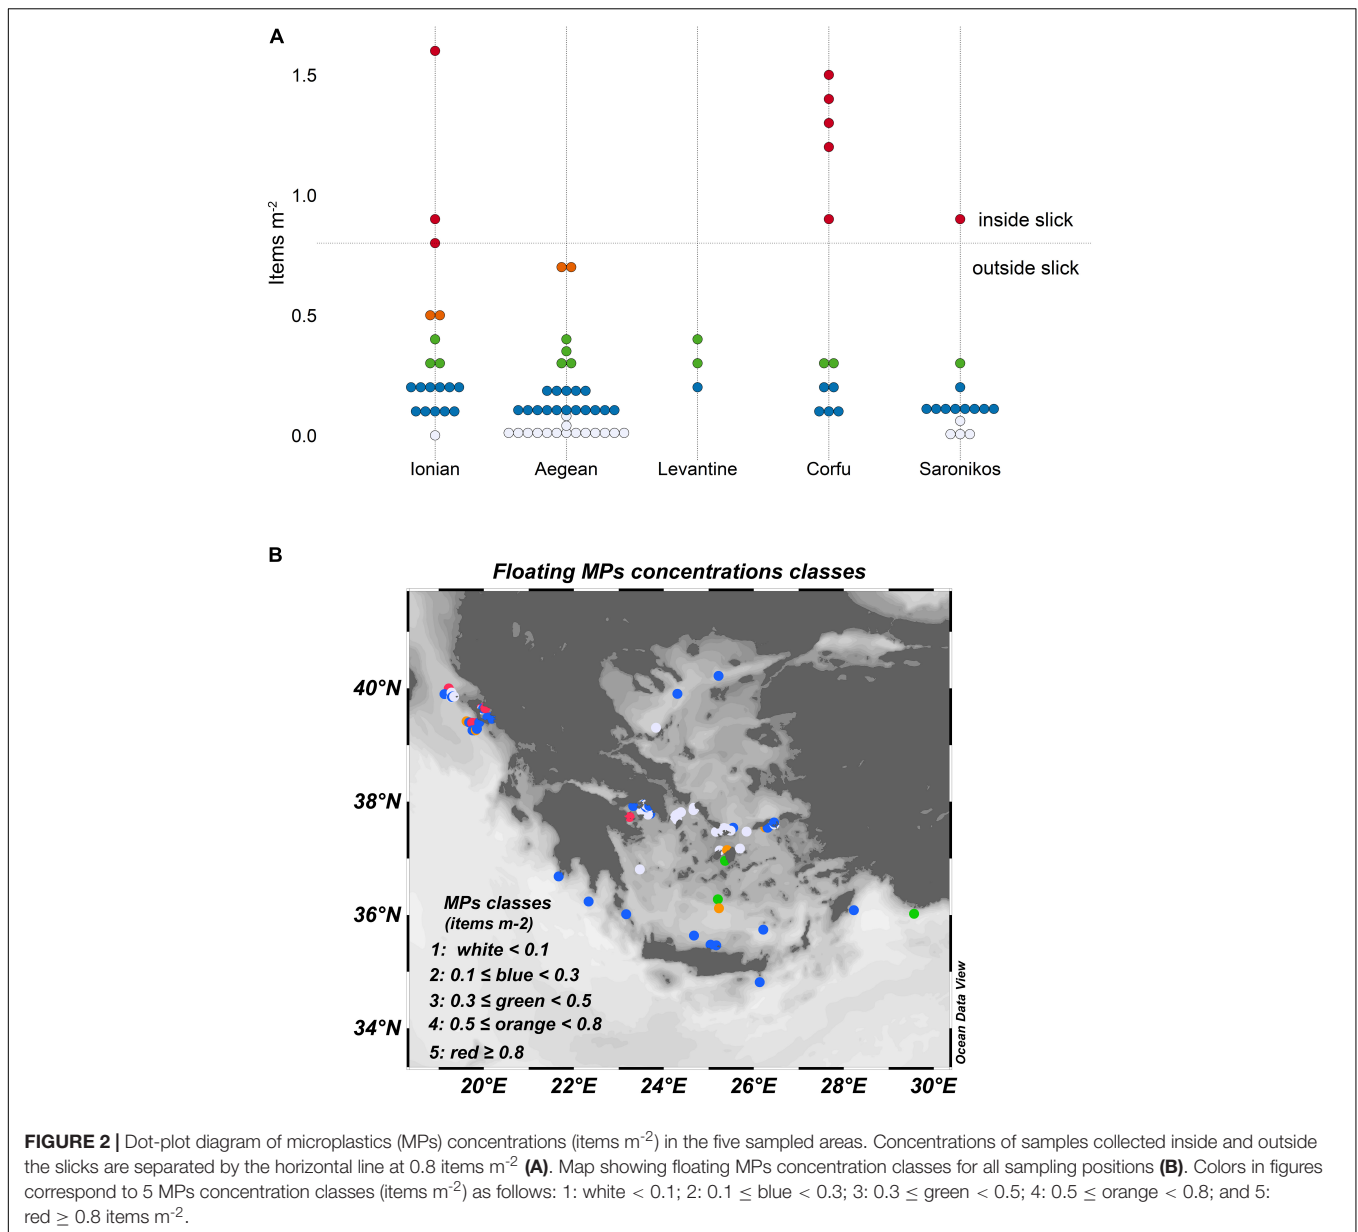 A
1.5
1.0
Items m-2
inside slick
outside slick
0.5
0.0
Ionian Aegean Levantine Corfu Saronikos
B
Floating MPs concentrations classes
40°N
38°N
36°N
34°N
MPs classes
(items m-2)
1: white < 0.1
2: 0.1 ≤ blue < 0.3
3: 0.3 ≤ green < 0.5
4: 0.5 ≤ orange < 0.8
5: red ≥ 0.8
Ocean Data View
20°E 22°E 24°E 26°E 28°E 30°E
FIGURE 2 | Dot-plot diagram of microplastics (MPs) concentrations (items m-2) in the five sampled areas. Concentrations of samples collected inside and outside
the slicks are separated by the horizontal line at 0.8 items m-2 (A). Map showing floating MPs concentration classes for all sampling positions (B). Colors in figures
correspond to 5 MPs concentration classes (items m-2) as follows: 1: white < 0.1; 2: 0.1 ≤ blue < 0.3; 3: 0.3 ≤ green < 0.5; 4: 0.5 ≤ orange < 0.8; and 5:
red ≥ 0.8 items m-2.